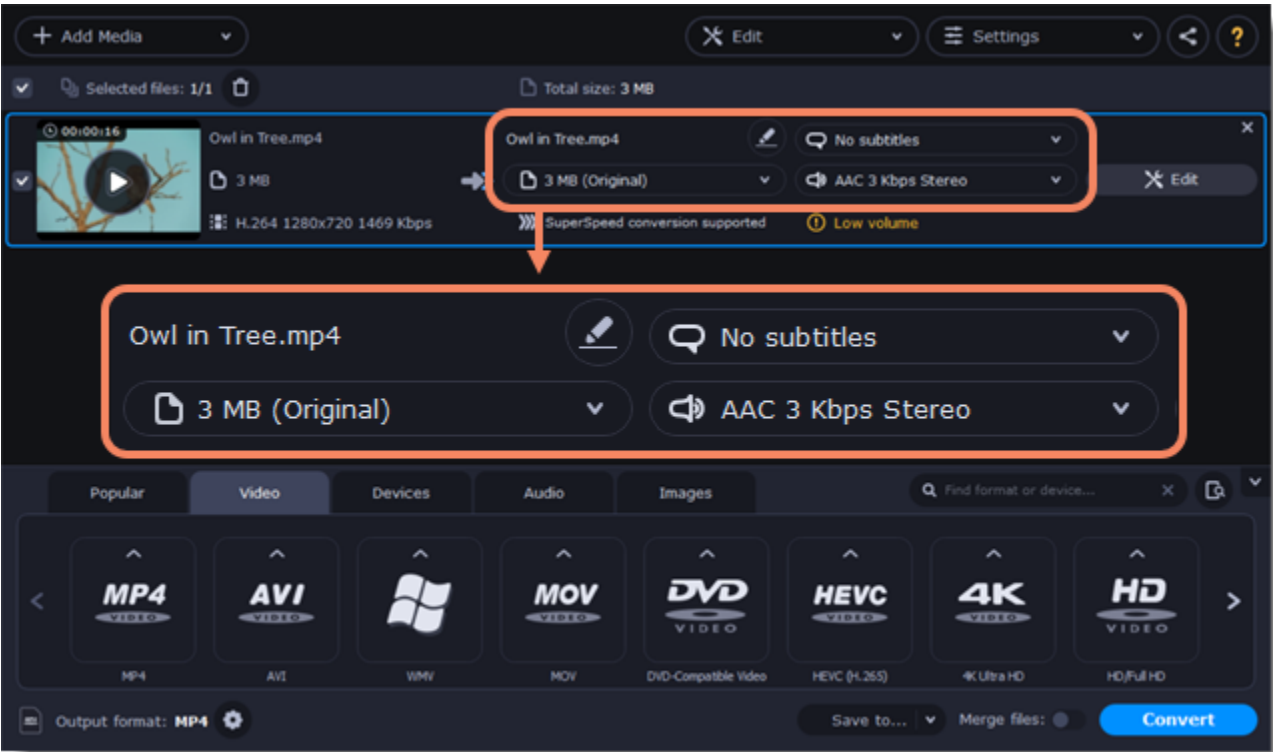 Add Media
Edit
Settings
?
Selected files: 1/1
Total size: 3 MB
00:00:16
Owl in Tree.mp4
3 MB
H.264 1280x720 1469 Kbps
Owl in Tree.mp4
No subtitles
3 MB (Original)
AAC 3 Kbps Stereo
Edit
SuperSpeed conversion supported
Low volume
Owl in Tree.mp4
No subtitles
3 MB (Original)
AAC 3 Kbps Stereo
Popular
Video
Devices
Audio
Images
Find format or device...
MP4
VIDEO
MP4
AVI
VIDEO
AVI
WMV
MOV
VIDEO
MOV
DVD
VIDEO
DVD-Compatible Video
HEVC
VIDEO
HEVC (H.265)
4K
VIDEO
4K Ultra HD
HD
VIDEO
HD/Full HD
Output format: MP4
Save to...
Merge files:
Convert